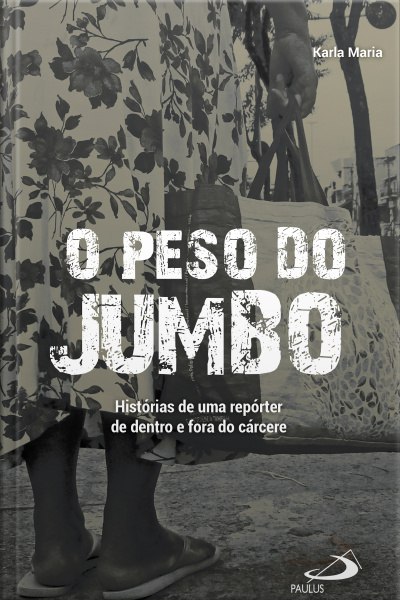 Karla Maria
O PESO DO
JUMBO
Histórias de uma repórter
de dentro e fora do cárcere
PAULUS